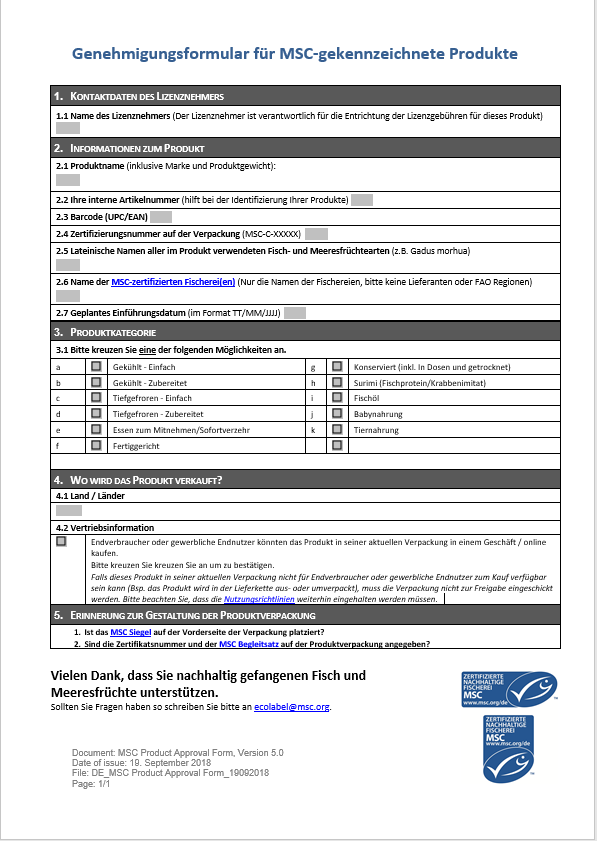 Genehmigungsformular für MSC-gekennzeichnete Produkte
1. KONTAKTDATEN DES LIZENZNEHMERS
1.1 Name des Lizenznehmers (Der Lizenznehmer ist verantwortlich für die Entrichtung der Lizenzgebühren für dieses Produkt)
2. INFORMATIONEN ZUM PRODUKT
2.1 Produktname (inklusive Marke und Produktgewicht):
2.2 Ihre interne Artikelnummer (hilft bei der Identifizierung Ihrer Produkte)
2.3 Barcode (UPC/EAN)
2.4 Zertifizierungsnummer auf der Verpackung (MSC-C-XXXXX)
2.5 Lateinische Namen aller im Produkt verwendeten Fisch- und Meeresfrüchtearten (z.B. Gadus morhua)
2.6 Name der MSC-zertifizierten Fischerei(en) (Nur die Namen der Fischereien, bitte keine Lieferanten oder FAO Regionen)
2.7 Geplantes Einführungsdatum (im Format TT/MM/JJJJ)
3. PRODUKTKATEGORIE
3.1 Bitte kreuzen Sie eine der folgenden Möglichkeiten an.
a Gekühlt - Einfach g Konserviert (inkl. In Dosen und getrocknet)
b Gekühlt - Zubereitet h Surimi (Fischprotein/Krabbenimitat)
c Tiefgefroren - Einfach i Fischöl
d Tiefgefroren - Zubereitet j Babynahrung
e Essen zum Mitnehmen/Sofortverzehr k Tiernahrung
f Fertiggericht
4. WO WIRD DAS PRODUKT VERKAUFT?
4.1 Land / Länder
4.2 Vertriebsinformation
Endverbraucher oder gewerbliche Endnutzer könnten das Produkt in seiner aktuellen Verpackung in einem Geschäft / online
kaufen.
Bitte kreuzen Sie kreuzen Sie an um zu bestätigen.
Falls dieses Produkt in seiner aktuellen Verpackung nicht für Endverbraucher oder gewerbliche Endnutzer zum Kauf verfügbar
sein kann (Bsp. das Produkt wird in der Lieferkette aus- oder umverpackt), muss die Verpackung nicht zur Freigabe eingeschickt
werden. Bitte beachten Sie, dass die Nutzungsrichtlinien weiterhin eingehalten werden müssen.
5. ERINNERUNG ZUR GESTALTUNG DER PRODUKTVERPACKUNG
1. Ist das MSC Siegel auf der Vorderseite der Verpackung platziert?
2. Sind die Zertifikatsnummer und der MSC Begleitsatz auf der Produktverpackung angegeben?
Vielen Dank, dass Sie nachhaltig gefangenen Fisch und
Meeresfrüchte unterstützen.
Sollten Sie Fragen haben so schreiben Sie bitte an ecolabel@msc.org.
ZERTIFIZIERTE
NACHHALTIGE
FISCHEREI
MSC
www.msc.org/de
ZERTIFIZIERTE
NACHHALTIGE
FISCHEREI
MSC
www.msc.org/de
Document: MSC Product Approval Form, Version 5.0
Date of issue: 19. September 2018
File: DE_MSC Product Approval Form_19092018
Page: 1/1